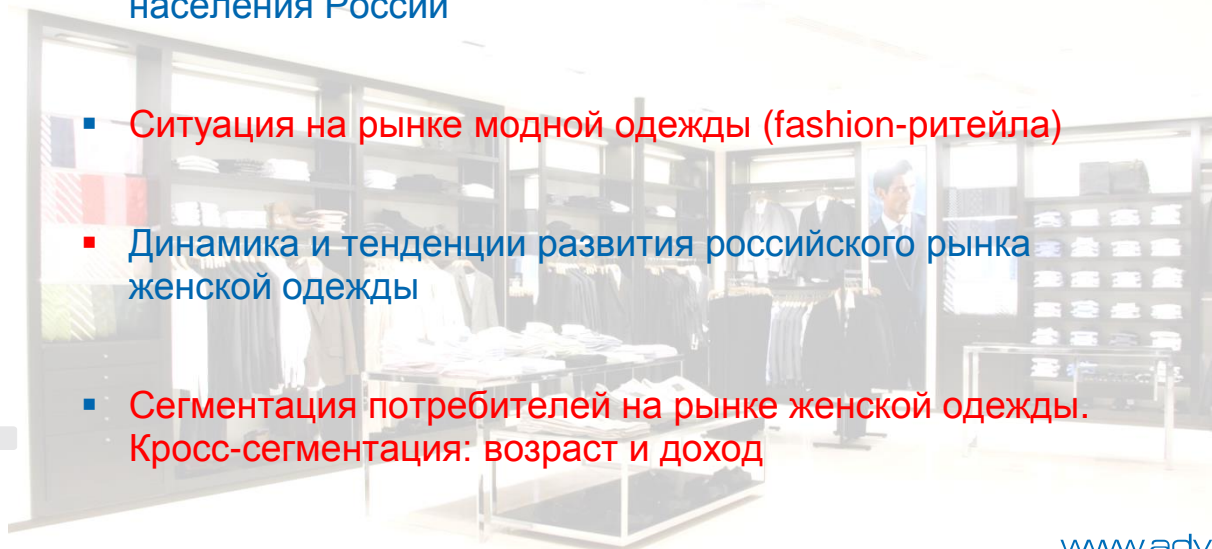 населения России
▪ Ситуация на рынке модной одежды (fashion-ритейла)
▪ Динамика и тенденции развития российского рынка
женской одежды
▪ Сегментация потребителей на рынке женской одежды.
Кросс-сегментация: возраст и доход